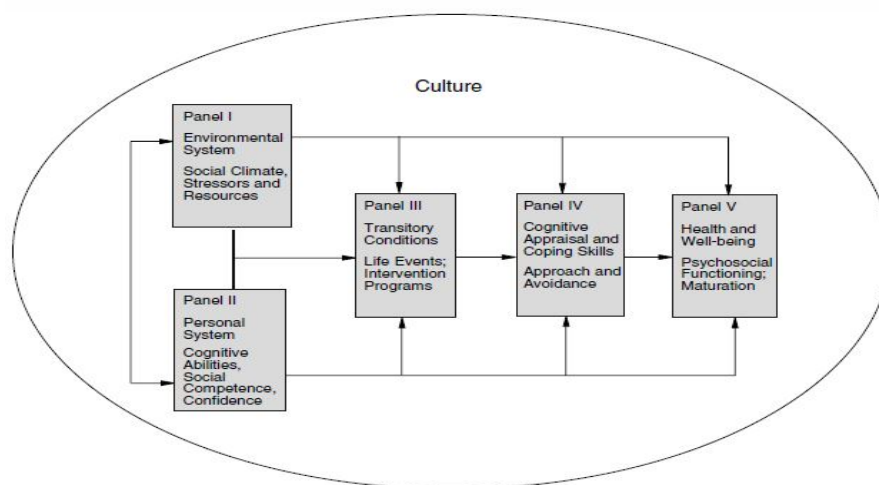 Culture
Panel I
Environmental
System
Social Climate,
Stressors and
Resources
Panel II
Personal
System
Cognitive
Abilities,
Social
Competence,
Confidence
Panel III
Transitory
Conditions
Life Events;
Intervention
Programs
Panel IV
Cognitive
Appraisal and
Coping Skills
Approach and
Avoidance
Panel V
Health and
Well-being
Psychosocial
Functioning;
Maturation